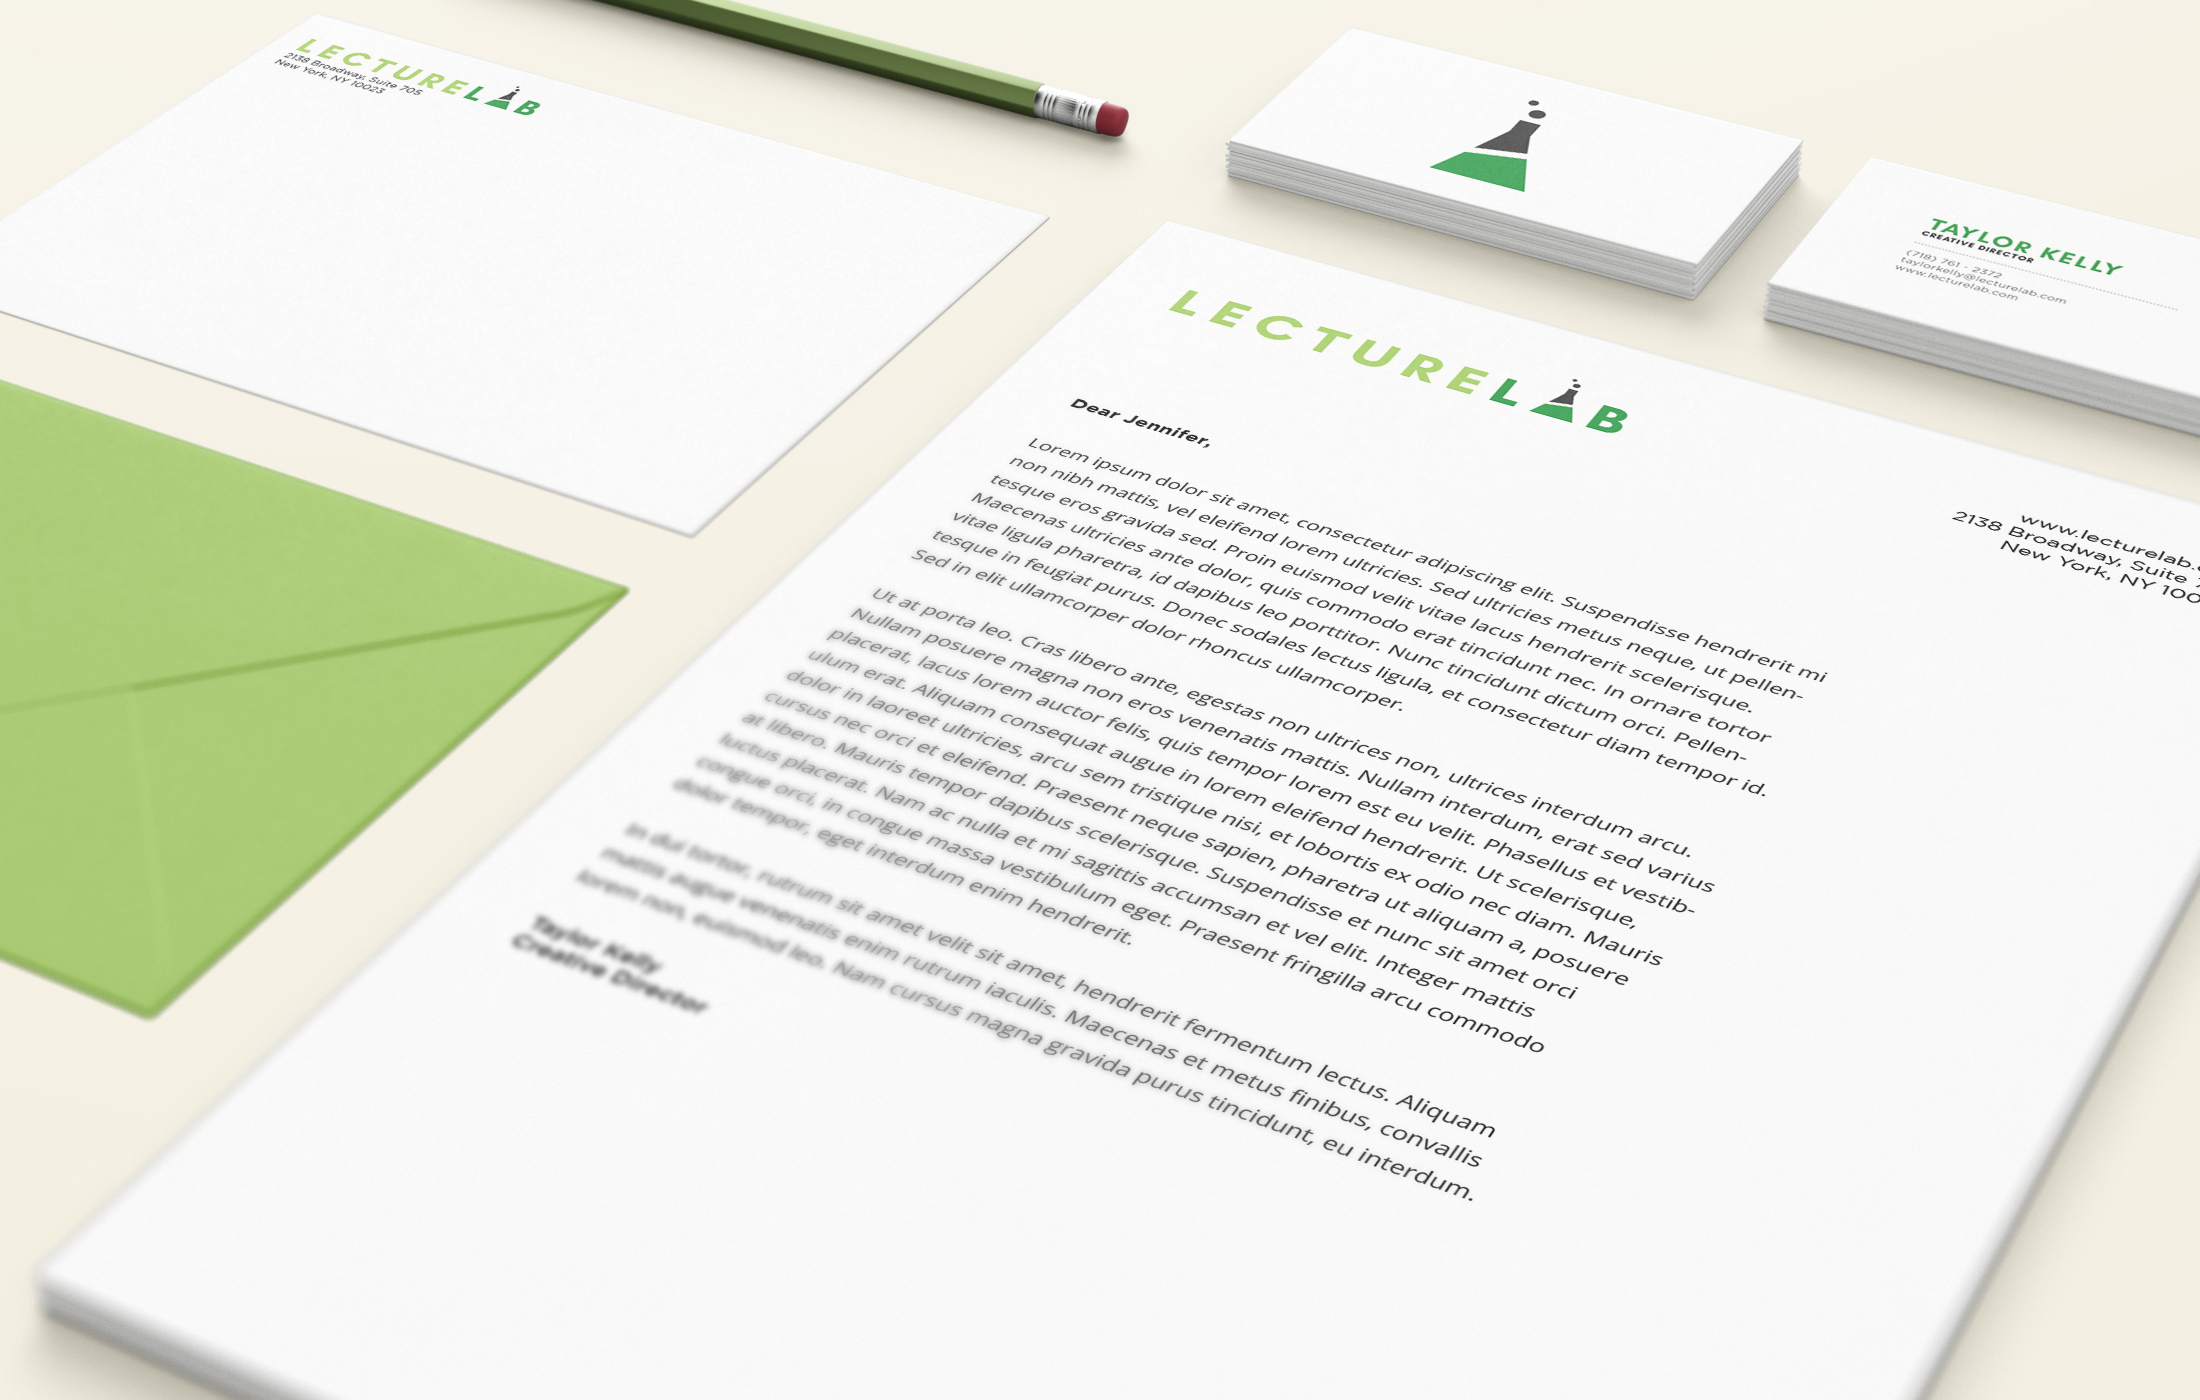 LECTURELAB
2138 Broadway, Suite 705
New York, NY 10023
TAYLOR KELLY
CREATIVE DIRECTOR
(718) 761 - 2372
taylorkelly@lecturelab.com
www.lecturelab.com
LECTURELAB
www.lecturelab.
2138 Broadway, Suite
New York, NY
Dear Jennifer,
Lorem ipsum dolor sit amet, consectetur adipiscing elit. Suspendisse hendrerit mi
non nibh mattis, vel eleifend lorem ultricies. Sed ultricies metus neque, ut pellen-
tesque eros gravida sed. Proin euismod velit vitae lacus hendrerit scelerisque.
Maecenas ultricies ante dolor, quis commodo erat tincidunt nec. In ornare tortor
vitae ligula pharetra, id dapibus leo porttitor. Nunc tincidunt dictum orci. Pellen-
tesque in feugiat purus. Donec sodales lectus ligula, et consectetur diam tempor id.
Sed in elit ullamcorper dolor rhoncus ullamcorper.
Ut at porta leo. Cras libero ante, egestas non ultrices non, ultrices interdum arcu.
Nullam posuere magna non eros venenatis mattis. Nullam interdum, erat sed varius
placerat, lacus lorem auctor felis, quis tempor lorem est eu velit. Phasellus et vestib-
ulum erat. Aliquam consequat augue in lorem eleifend hendrerit. Ut scelerisque,
dolor in laoreet ultricies, arcu sem tristique nisi, et lobortis ex odio nec diam. Mauris
cursus nec orci et eleifend. Praesent neque sapien, pharetra ut aliquam a, posuere
at libero. Mauris tempor dapibus scelerisque. Suspendisse et nunc sit amet orci
luctus placerat. Nam ac nulla et mi sagittis accumsan et vel elit. Integer mattis
congue orci, in congue massa vestibulum eget. Praesent fringilla arcu commodo
dolor tempor, eget interdum enim hendrerit.
In dui tortor, rutrum sit amet velit sit amet, hendrerit fermentum lectus. Aliquam
mattis augue venenatis enim rutrum iaculis. Maecenas et metus finibus, convallis
lorem non, euismod leo. Nam cursus magna gravida purus tincidunt, eu interdum.
Taylor Kelly
Creative Director